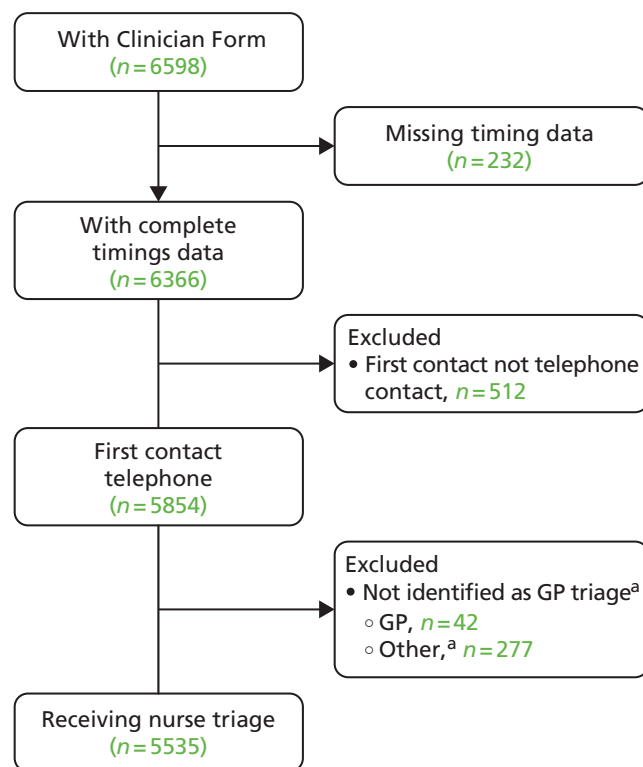 With Clinician Form
(n=6598)
Missing timing data
(n=232)
With complete
timings data
(n=6366)
Excluded
• First contact not telephone
contact, n=512
First contact
telephone
(n=5854)
Excluded
• Not identified as GP triageᵃ
○ GP, n=42
○ Other,ᵃ n=277
Receiving nurse triage
(n=5535)